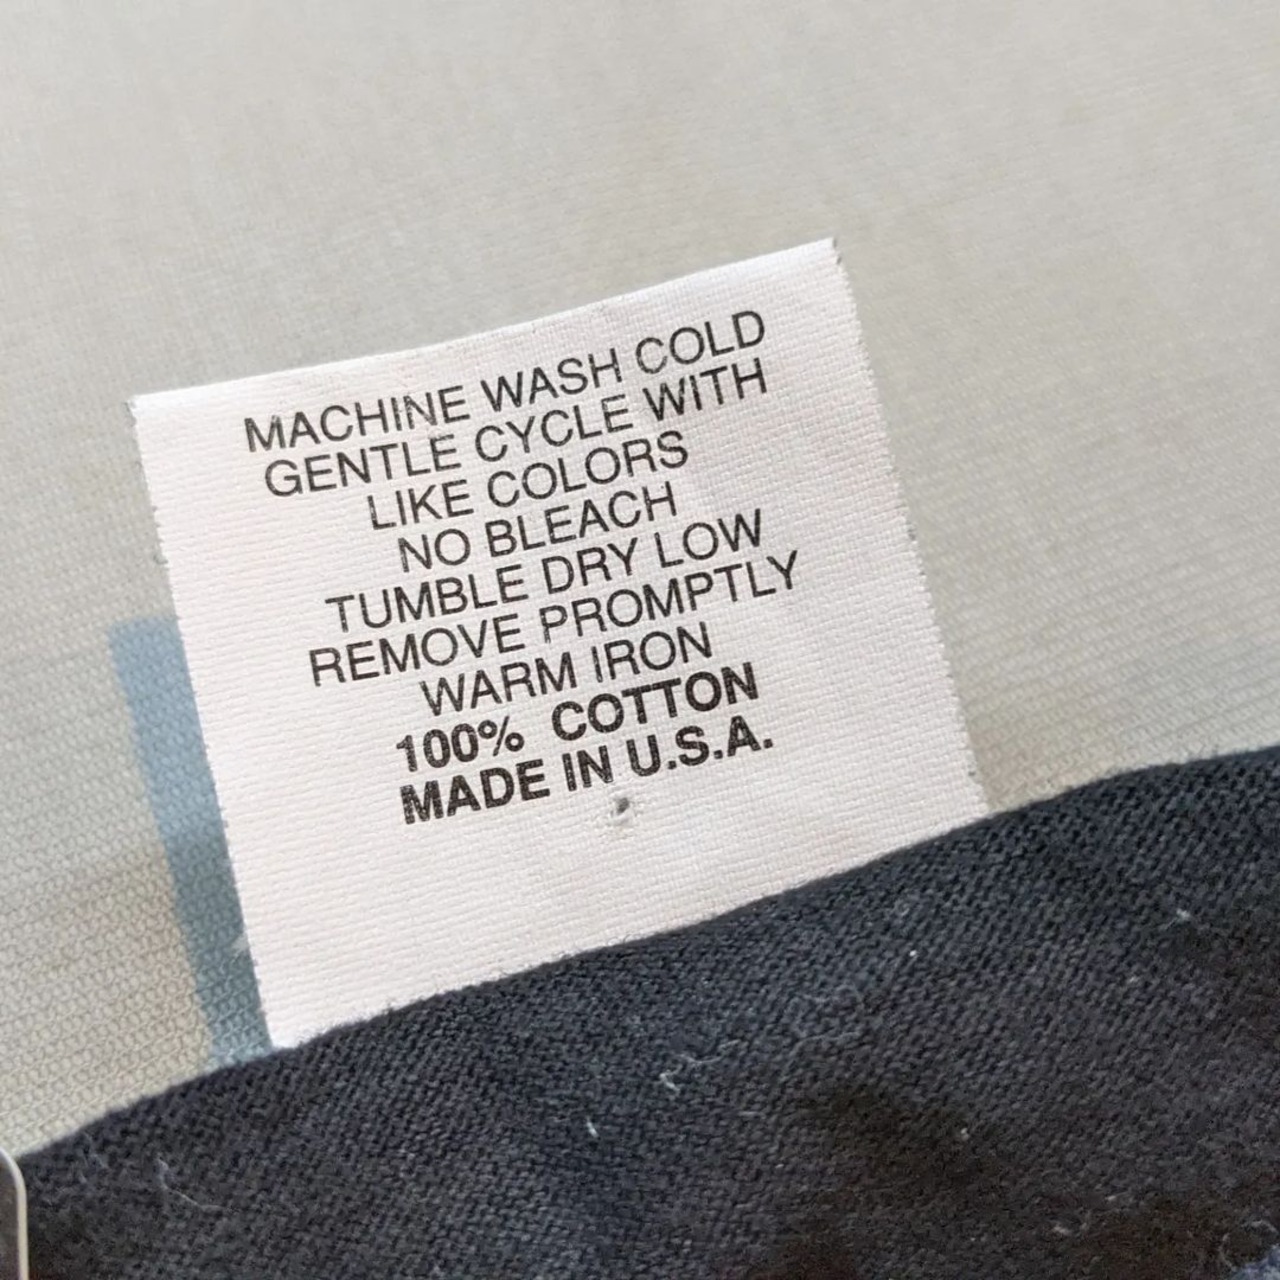 MACHINE WASH COLD
GENTLE CYCLE WITH
LIKE COLORS
NO BLEACH
TUMBLE DRY LOW
REMOVE PROMPTLY
WARM IRON
100% COTTON
MADE IN U.S.A.